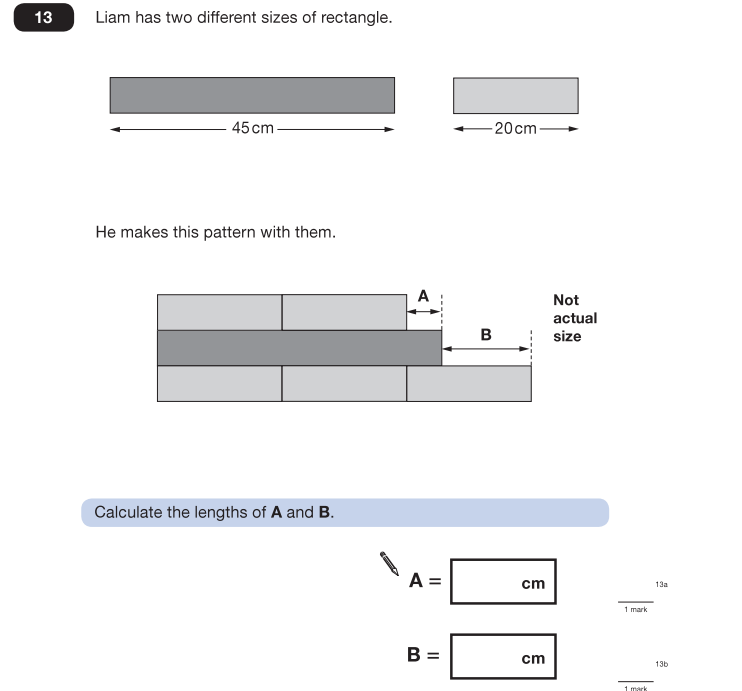 13 Liam has two different sizes of rectangle.
45 cm 20 cm
He makes this pattern with them.
A
Not
actual
size
B
Calculate the lengths of A and B.
A = cm
13a
1 mark
B = cm
13b
1 mark